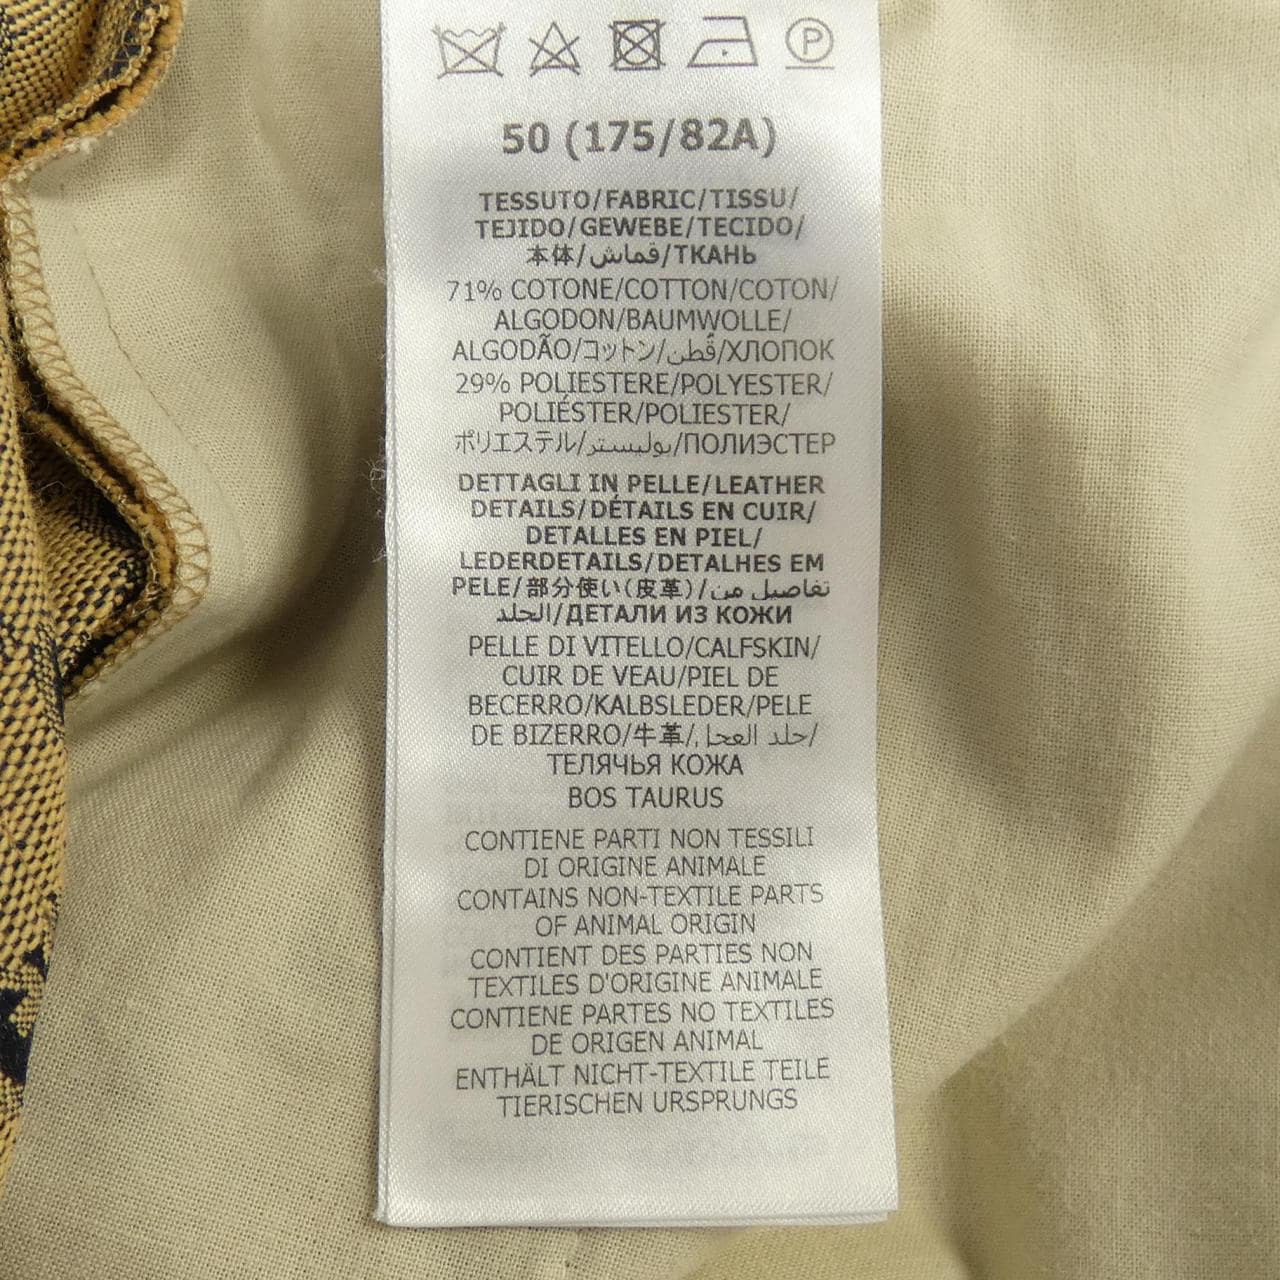 P
50 (175/82A)
TESSUTO/FABRIC/TISSU/
TEJIDO/GEWEBE/TECIDO/
本体/قماش/ТКАНЬ
71% COTONE/COTTON/COTON/
ALGODON/BAUMWOLLE/
ALGODÃO/コットン/قطن/ХЛОПОК
29% POLIESTERE/POLYESTER/
POLIÉSTER/POLIESTER/
ポリエステル/بوليستر/ПОЛИЭСТЕР
DETTAGLI IN PELLE/LEATHER
DETAILS/DÉTAILS EN CUIR/
DETALLES EN PIEL/
LEDERDETAILS/DETALHES EM
PELE/部分使い(皮革)/تفاصيل من
الجلد/ДЕТАЛИ ИЗ КОЖИ
PELLE DI VITELLO/CALFSKIN/
CUIR DE VEAU/PIEL DE
BECERRO/KALBSLEDER/PELE
DE BIZERRO/牛革/جلد العجل/
ТЕЛЯЧЬЯ КОЖА
BOS TAURUS
CONTIENE PARTI NON TESSILI
DI ORIGINE ANIMALE
CONTAINS NON-TEXTILE PARTS
OF ANIMAL ORIGIN
CONTIENT DES PARTIES NON
TEXTILES D'ORIGINE ANIMALE
CONTIENE PARTES NO TEXTILES
DE ORIGEN ANIMAL
ENTHÄLT NICHT-TEXTILE TEILE
TIERISCHEN URSPRUNGS